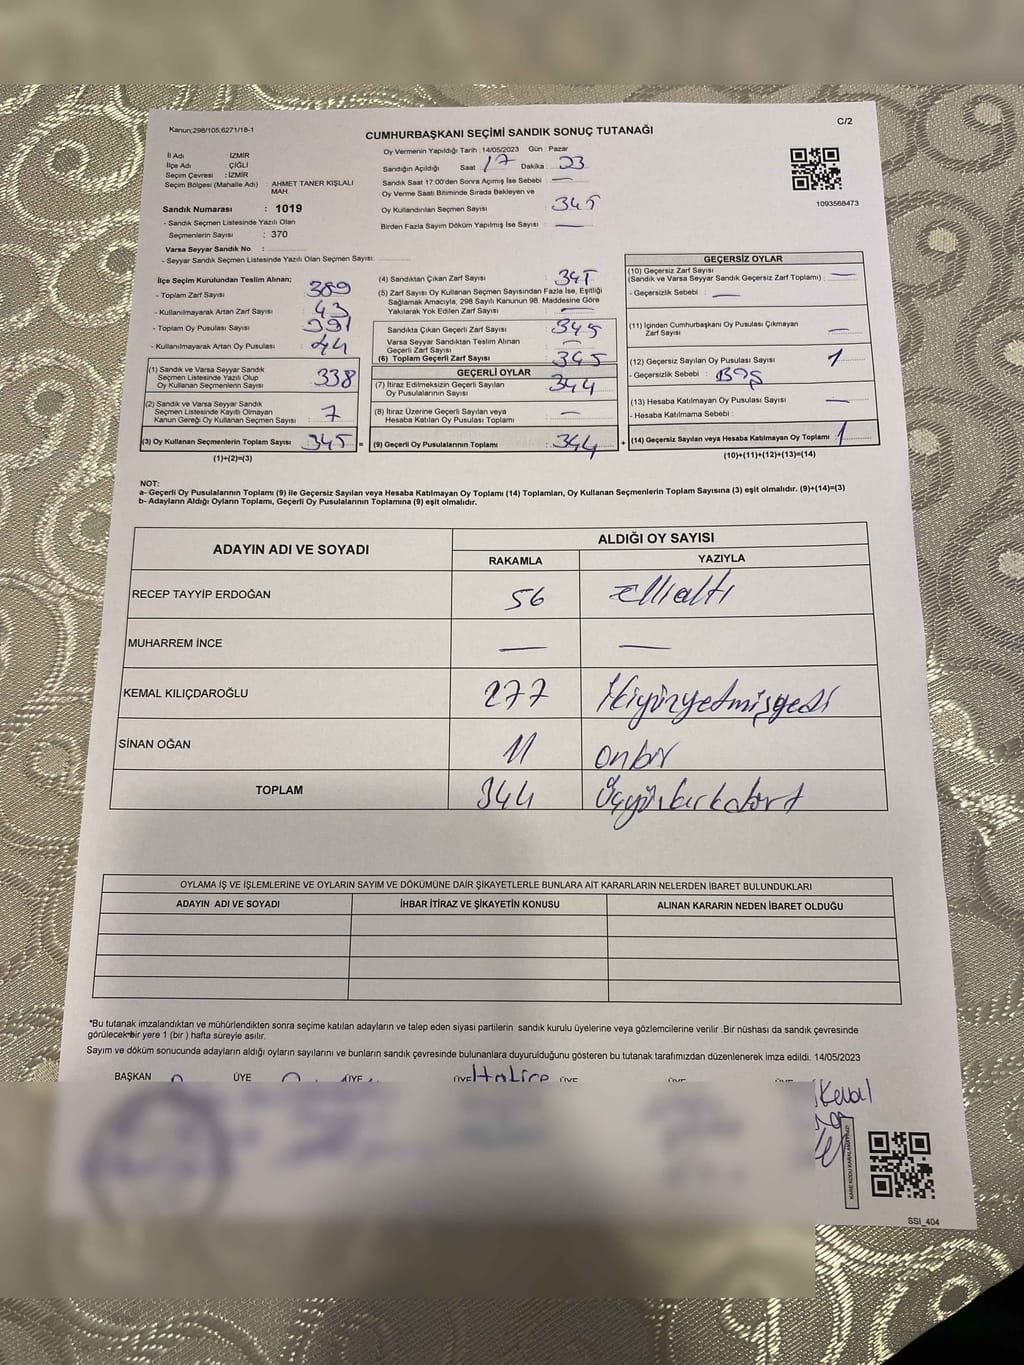 Kanun;298/105;6271/18-1
C/2
CUMHURBAŞKANI SEÇİMİ SANDIK SONUÇ TUTANAĞI
İl Adı : İZMİR
İlçe Adı : ÇİĞLİ
Seçim Çevresi : İZMİR
Seçim Bölgesi (Mahalle Adı) : AHMET TANER KIŞLALI MAH.
Sandık Numarası : 1019
- Sandık Seçmen Listesinde Yazılı Olan
Seçmenlerin Sayısı : 370
Varsa Seyyar Sandık No :
- Seyyar Sandık Seçmen Listesinde Yazılı Olan Seçmen Sayısı:
Oy Vermenin Yapıldığı Tarih : 14/05/2023 Gün : Pazar
Sandığın Açıldığı Saat : 17 Dakika : 23
Sandık Saat 17:00'den Sonra Açılmış İse Sebebi : —
Oy Verme Saati Bitiminde Sırada Bekleyen ve
Oy Kullandırılan Seçmen Sayısı : 345
Birden Fazla Sayım Döküm Yapılmış İse Sayısı : —
1093568473
İlçe Seçim Kurulundan Teslim Alınan;
- Toplam Zarf Sayısı : 389
- Kullanılmayarak Artan Zarf Sayısı : 43
- Toplam Oy Pusulası Sayısı : 391
- Kullanılmayarak Artan Oy Pusulası : 44
(1) Sandık ve Varsa Seyyar Sandık
Seçmen Listesinde Yazılı Olup
Oy Kullanan Seçmenlerin Sayısı : 338
(2) Sandık ve Varsa Seyyar Sandık
Seçmen Listesinde Kayıtlı Olmayan
Kanun Gereği Oy Kullanan Seçmen Sayısı : 7
(3) Oy Kullanan Seçmenlerin Toplam Sayısı : 345 =
(1)+(2)=(3)
(4) Sandıktan Çıkan Zarf Sayısı : 345
(5) Zarf Sayısı Oy Kullanan Seçmen Sayısından Fazla İse, Eşitliği
Sağlamak Amacıyla; 298 Sayılı Kanunun 98. Maddesine Göre
Yakılarak Yok Edilen Zarf Sayısı : —
Sandıkta Çıkan Geçerli Zarf Sayısı : 345
Varsa Seyyar Sandıktan Teslim Alınan
Geçerli Zarf Sayısı : —
(6) Toplam Geçerli Zarf Sayısı : 345
GEÇERLİ OYLAR
(7) İtiraz Edilmeksizin Geçerli Sayılan
Oy Pusulalarının Sayısı : 344
(8) İtiraz Üzerine Geçerli Sayılan veya
Hesaba Katılan Oy Pusulası Toplamı : —
(9) Geçerli Oy Pusulalarının Toplamı : 344 +
GEÇERSİZ OYLAR
(10) Geçersiz Zarf Sayısı
(Sandık ve Varsa Seyyar Sandık Geçersiz Zarf Toplamı) : —
- Geçersizlik Sebebi : —
(11) İçinden Cumhurbaşkanı Oy Pusulası Çıkmayan
Zarf Sayısı : —
(12) Geçersiz Sayılan Oy Pusulası Sayısı : 1
- Geçersizlik Sebebi : Boş
(13) Hesaba Katılmayan Oy Pusulası Sayısı : —
- Hesaba Katılmama Sebebi :
(14) Geçersiz Sayılan veya Hesaba Katılmayan Oy Toplamı : 1
(10)+(11)+(12)+(13)=(14)
NOT:
a- Geçerli Oy Pusulalarının Toplamı (9) ile Geçersiz Sayılan veya Hesaba Katılmayan Oy Toplamı (14) Toplamları, Oy Kullanan Seçmenlerin Toplam Sayısına (3) eşit olmalıdır. (9)+(14)=(3)
b- Adayların Aldığı Oyların Toplamı, Geçerli Oy Pusulalarının Toplamına (9) eşit olmalıdır.
ADAYIN ADI VE SOYADI
ALDIĞI OY SAYISI
RAKAMLA YAZIYLA
RECEP TAYYİP ERDOĞAN 56 Ellialtı
MUHARREM İNCE — —
KEMAL KILIÇDAROĞLU 277 İkiyüzyetmişyedi
SİNAN OĞAN 11 onbir
TOPLAM 344 Üçyüzkırkdört
OYLAMA İŞ VE İŞLEMLERİNE VE OYLARIN SAYIM VE DÖKÜMÜNE DAİR ŞİKAYETLERLE BUNLARA AİT KARARLARIN NELERDEN İBARET BULUNDUKLARI
ADAYIN ADI VE SOYADI İHBAR İTİRAZ VE ŞİKAYETİN KONUSU ALINAN KARARIN NEDEN İBARET OLDUĞU
*Bu tutanak imzalandıktan ve mühürlendikten sonra seçime katılan adayların ve talep eden siyasi partilerin sandık kurulu üyelerine veya gözlemcilerine verilir .Bir nüshası da sandık çevresinde
görülecek bir yere 1 (bir ) hafta süreyle asılır.
Sayım ve döküm sonucunda adayların aldığı oyların sayılarını ve bunların sandık çevresinde bulunanlara duyurulduğunu gösteren bu tutanak tarafımızdan düzenlenerek imza edildi. 14/05/2023
BAŞKAN ÜYE ÜYE ÜYE Hatice ÜYE ÜYE ÜYE
SSI_404